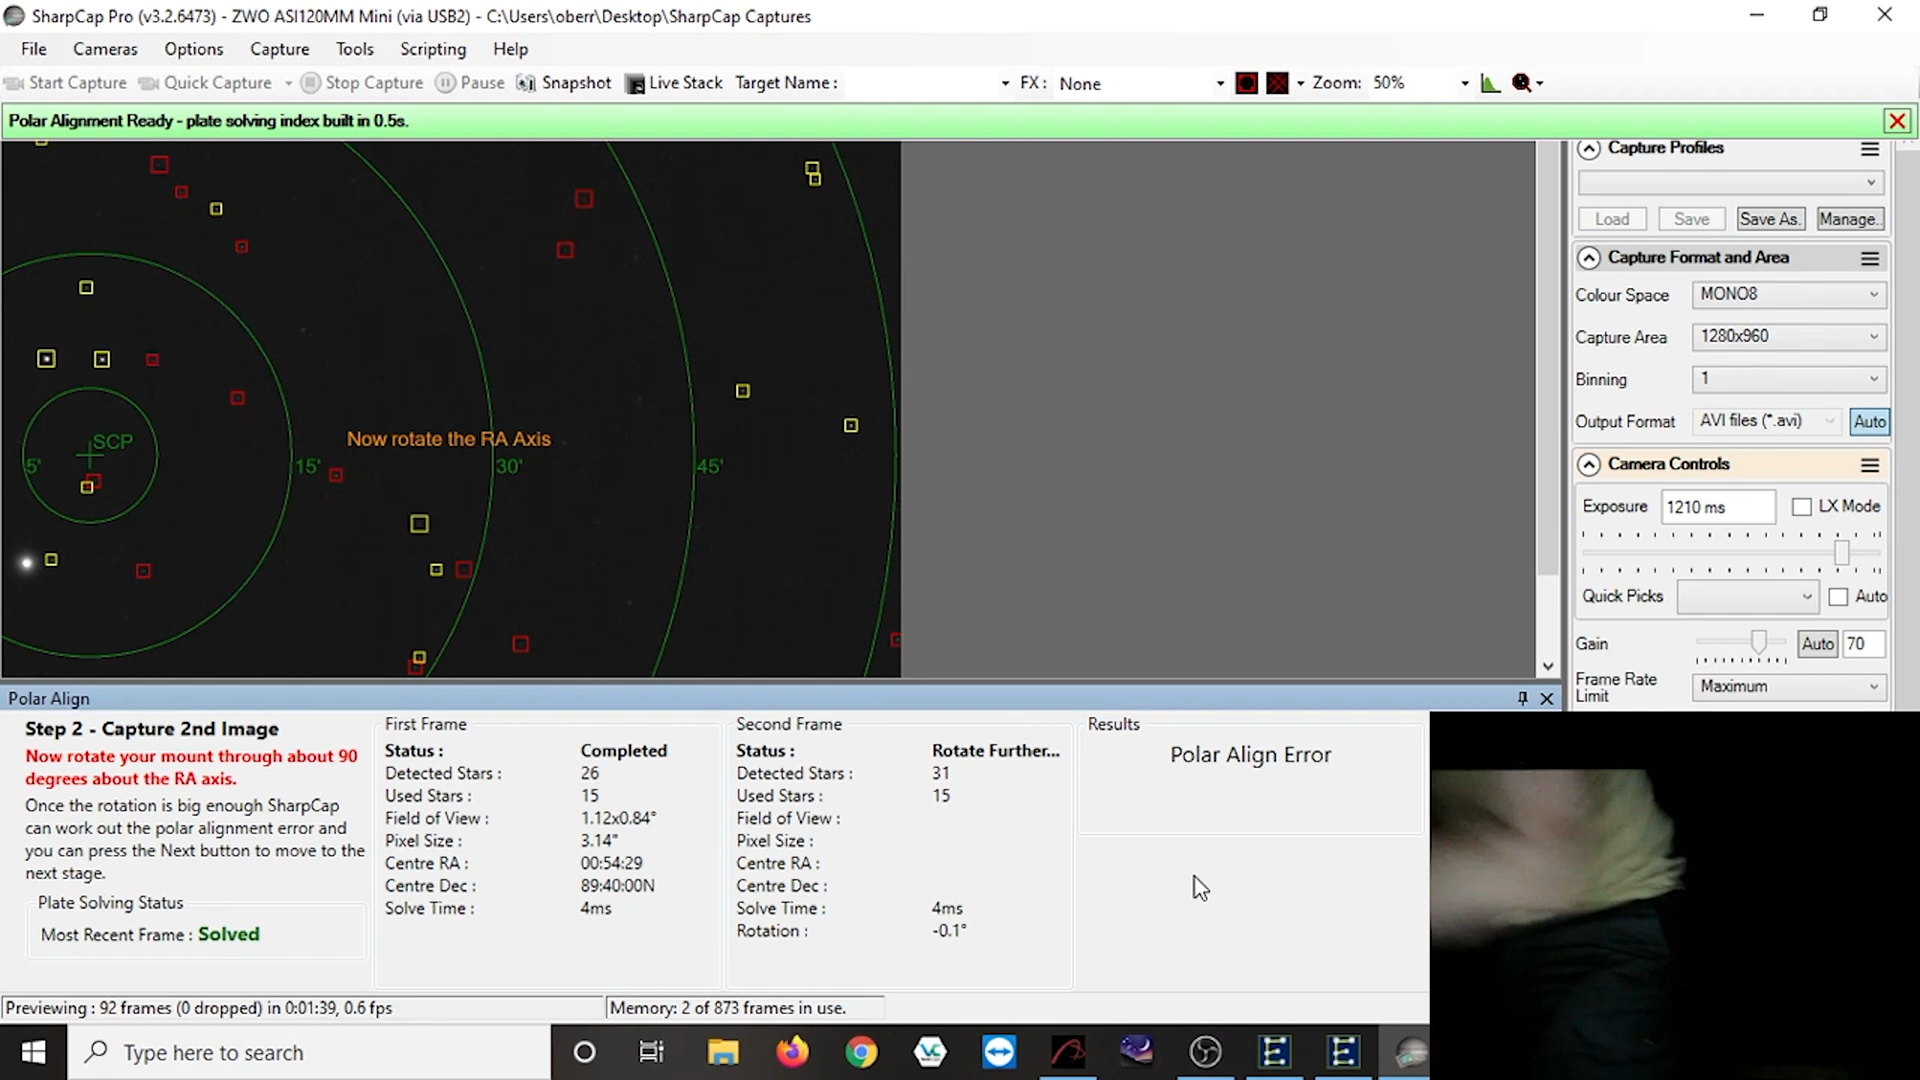 SharpCap Pro (v3.2.6473) - ZWO ASI120MM Mini (via USB2) - C:\Users\oberr\Desktop\SharpCap Captures
File Cameras Options Capture Tools Scripting Help
Start Capture Quick Capture Stop Capture Pause Snapshot Live Stack Target Name : FX : None Zoom: 50%
Polar Alignment Ready - plate solving index built in 0.5s.
SCP
Now rotate the RA Axis
5' 15' 30' 45'
Capture Profiles
Load Save Save As. Manage..
Capture Format and Area
Colour Space MONO8
Capture Area 1280x960
Binning 1
Output Format AVI files (*.avi) Auto
Camera Controls
Exposure 1210 ms LX Mode
Quick Picks Auto
Gain Auto 70
Frame Rate
Limit
Maximum
Polar Align
Step 2 - Capture 2nd Image
Now rotate your mount through about 90
degrees about the RA axis.
Once the rotation is big enough SharpCap
can work out the polar alignment error and
you can press the Next button to move to the
next stage.
Plate Solving Status
Most Recent Frame : Solved
First Frame
Status : Completed
Detected Stars : 26
Used Stars : 15
Field of View : 1.12x0.84°
Pixel Size : 3.14"
Centre RA : 00:54:29
Centre Dec : 89:40:00N
Solve Time : 4ms
Second Frame
Status : Rotate Further...
Detected Stars : 31
Used Stars : 15
Field of View :
Pixel Size :
Centre RA :
Centre Dec :
Solve Time : 4ms
Rotation : -0.1°
Results
Polar Align Error
Previewing : 92 frames (0 dropped) in 0:01:39, 0.6 fps
Memory: 2 of 873 frames in use.
Type here to search